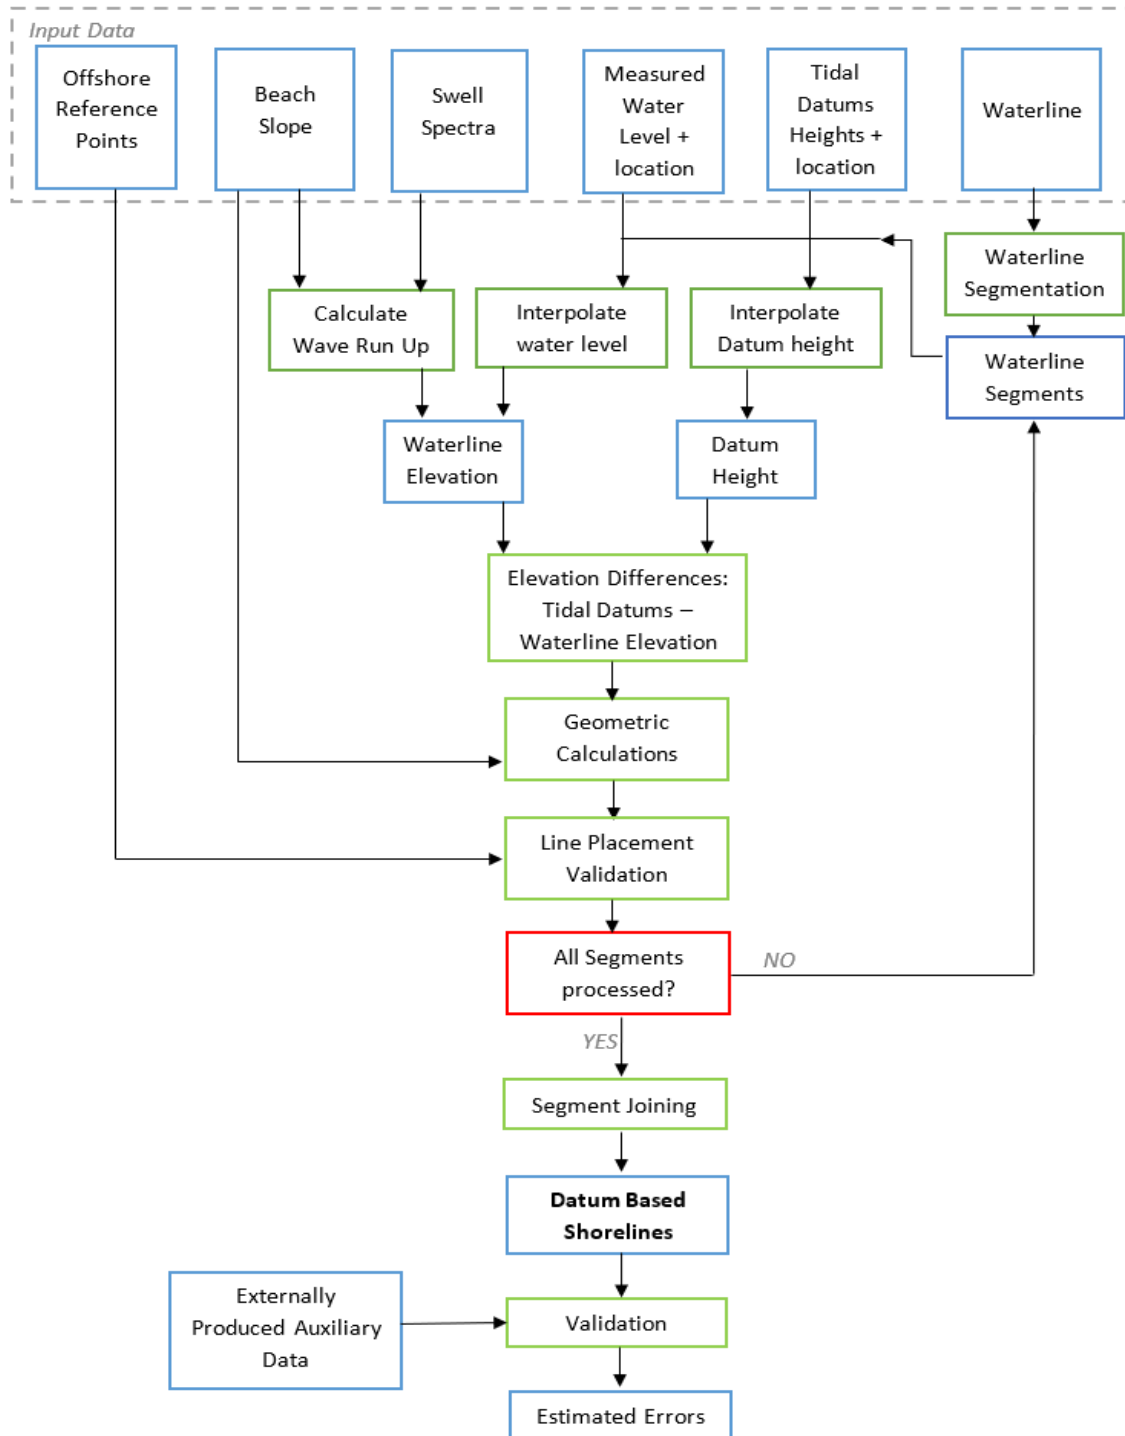 Input Data
Offshore
Reference
Points
Beach
Slope
Swell
Spectra
Measured
Water
Level +
location
Tidal
Datums
Heights +
location
Waterline
Waterline
Segmentation
Calculate
Wave Run Up
Interpolate
water level
Interpolate
Datum height
Waterline
Segments
Waterline
Elevation
Datum
Height
Elevation Differences:
Tidal Datums –
Waterline Elevation
Geometric
Calculations
Line Placement
Validation
All Segments
processed?
NO
YES
Segment Joining
Datum Based
Shorelines
Externally
Produced Auxiliary
Data
Validation
Estimated Errors